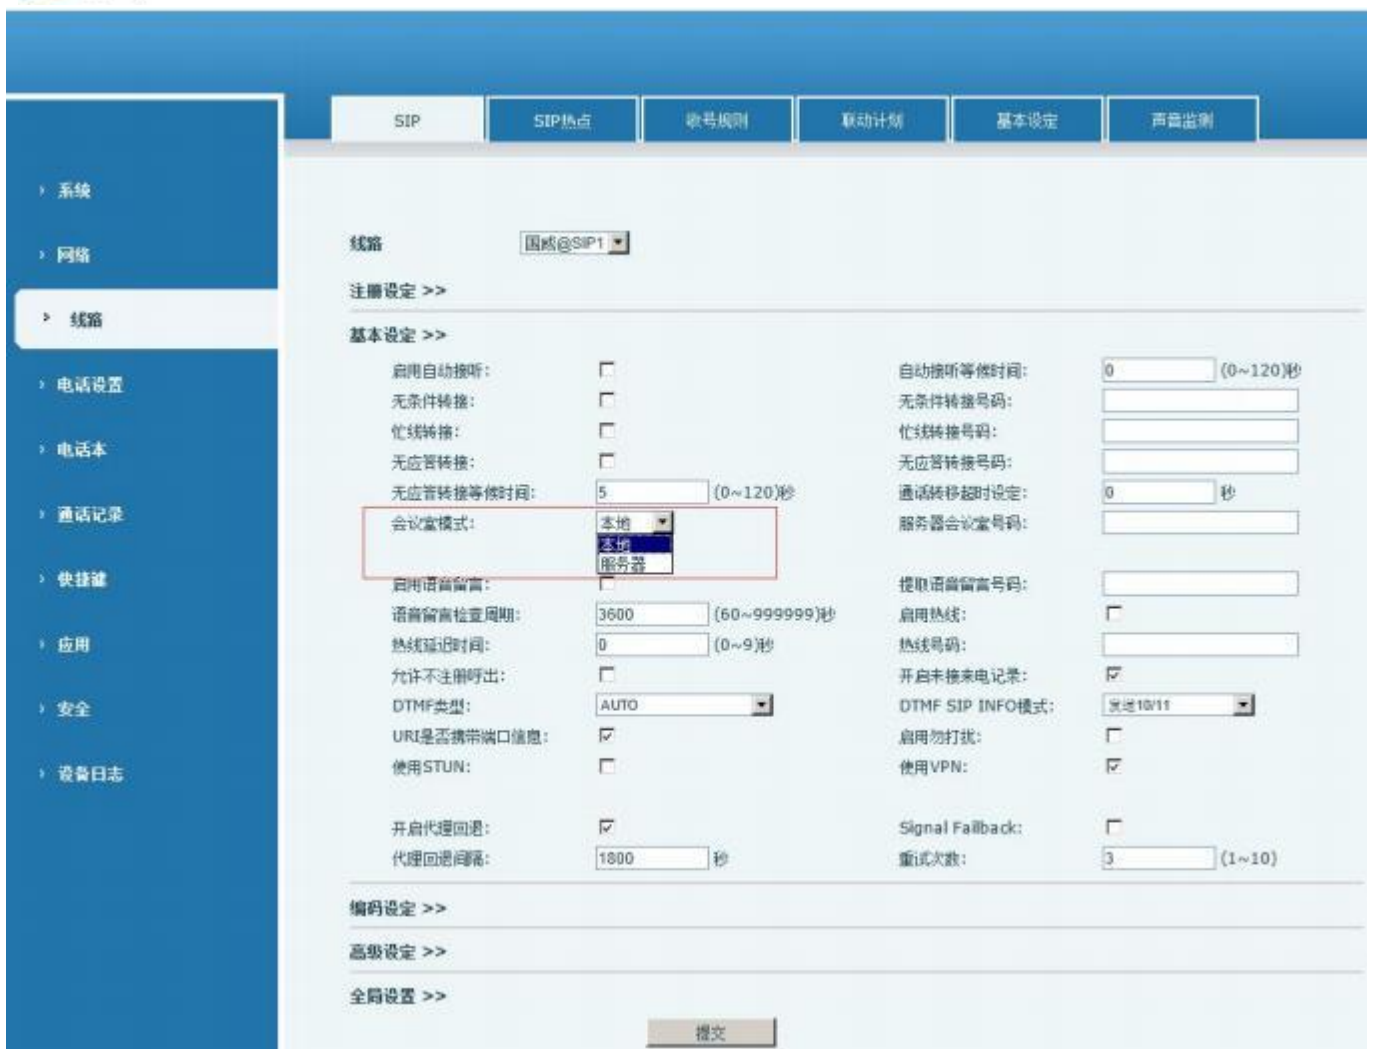 SIP SIP热点 收号规则 联动计划 基本设定 声音监测
系统
网络
线路
电话设置
电话本
通话记录
快捷键
应用
安全
设备日志
线路 国威@SIP1
注册设定 >>
基本设定 >>
启用自动接听: 自动接听等候时间: 0 (0~120)秒
无条件转接: 无条件转接号码:
忙线转接: 忙线转接号码:
无应答转接: 无应答转接号码:
无应答转接等候时间: 5 (0~120)秒 通话转移超时设定: 0 秒
会议室模式: 本地 服务器会议室号码:
本地
服务器
启用语音留言: 提取语音留言号码:
语音留言检查周期: 3600 (60~999999)秒 启用热线:
热线延迟时间: 0 (0~9)秒 热线号码:
允许不注册呼出: 开启未接来电记录:
DTMF类型: AUTO DTMF SIP INFO模式: 发送10/11
URI是否携带端口信息: 启用勿打扰:
使用STUN: 使用VPN:
开启代理回退: Signal Failback:
代理回退间隔: 1800 秒 重试次数: 3 (1~10)
编码设定 >>
高级设定 >>
全局设置 >>
提交